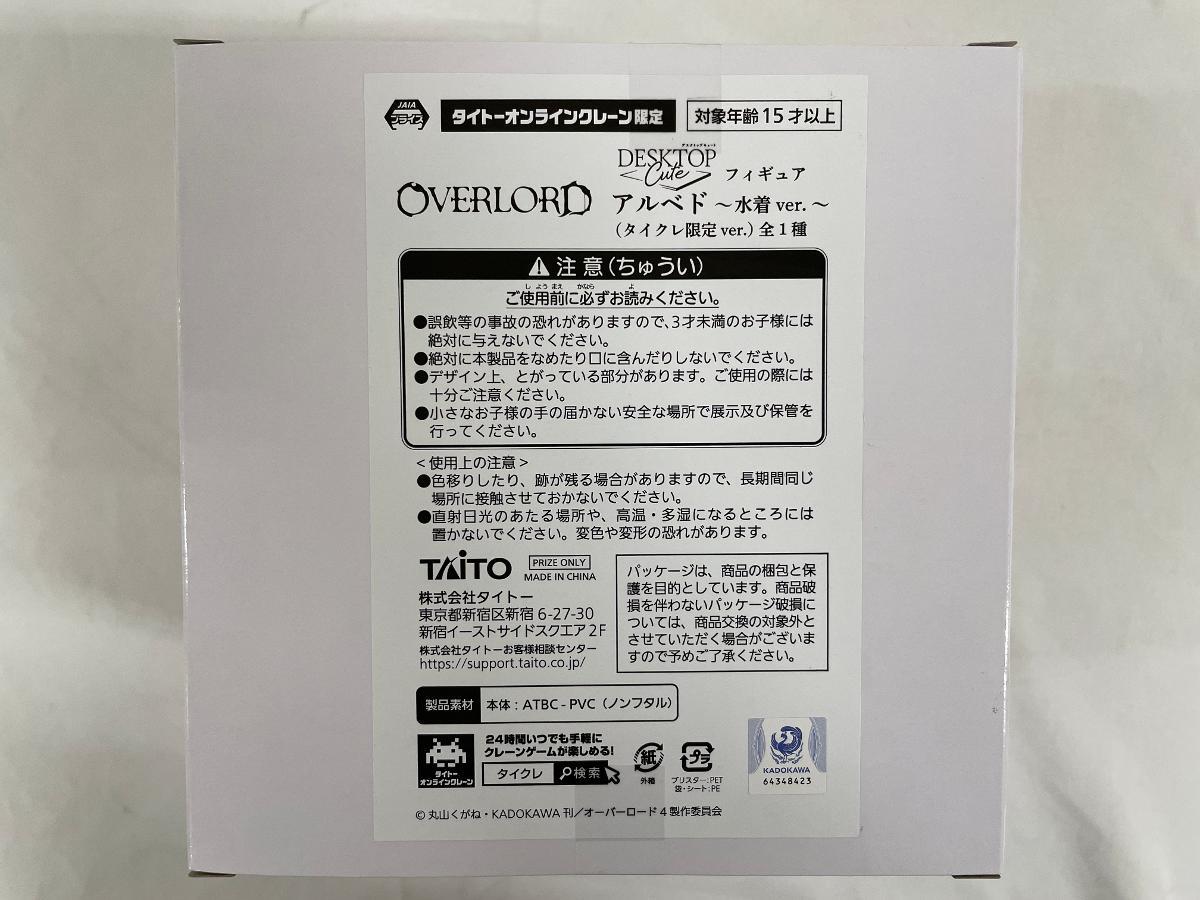 JAIA
プライズ
タイトーオンラインクレーン限定
対象年齢15才以上
デスクトップキュート
DESKTOP
Cute
フィギュア
OVERLORD
アルベド ～水着 ver.～
（タイクレ限定 ver.）全1種
注意（ちゅうい）
ご使用前に必ずお読みください。
●誤飲等の事故の恐れがありますので、3才未満のお子様には
絶対に与えないでください。
●絶対に本製品をなめたり口に含んだりしないでください。
●デザイン上、とがっている部分があります。ご使用の際には
十分ご注意ください。
●小さなお子様の手の届かない安全な場所で展示及び保管を
行ってください。
＜使用上の注意＞
●色移りしたり、跡が残る場合がありますので、長期間同じ
場所に接触させておかないでください。
●直射日光のあたる場所や、高温・多湿になるところには
置かないでください。変色や変形の恐れがあります。
TAITO
PRIZE ONLY
MADE IN CHINA
株式会社タイトー
東京都新宿区新宿 6-27-30
新宿イーストサイドスクエア 2F
株式会社タイトーお客様相談センター
https://support.taito.co.jp/
パッケージは、商品の梱包と保
護を目的としています。商品破
損を伴わないパッケージ破損に
ついては、商品交換の対象外と
させていただく場合がございま
すので予めご了承ください。
製品素材
本体：ATBC-PVC（ノンフタル）
タイトー
オンラインクレーン
24時間いつでも手軽に
クレーンゲームが楽しめる!
タイクレ
検索
紙
外箱
プラ
ブリスター:PET
袋・シート:PE
KADOKAWA
64348423
©丸山くがね・KADOKAWA刊／オーバーロード4製作委員会